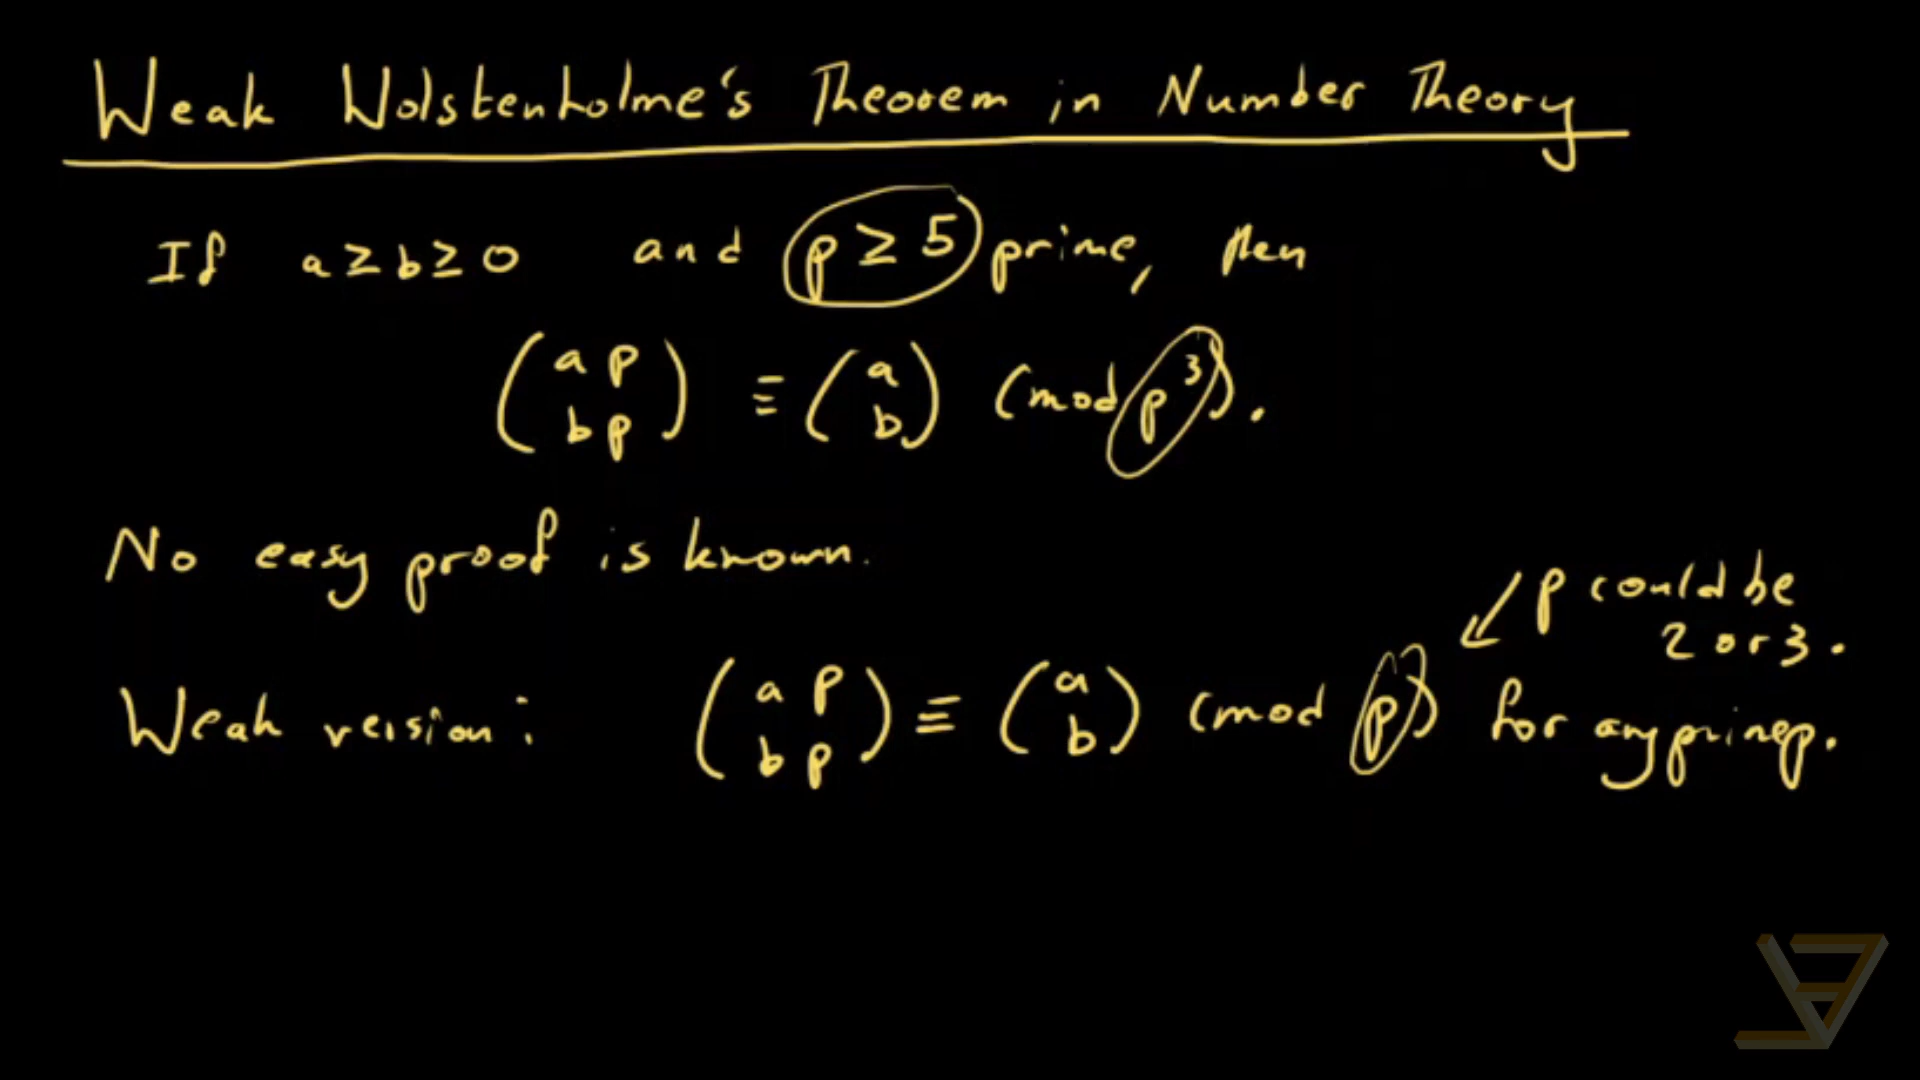 Weak Wolstenholme's Theorem in Number Theory
If a ≥ b ≥ 0 and p ≥ 5 prime, then
(ap bp) ≡ (a b) (mod p³).
No easy proof is known.
p could be
2 or 3.
Weak version: (ap bp) ≡ (a b) (mod p) for any prime p.